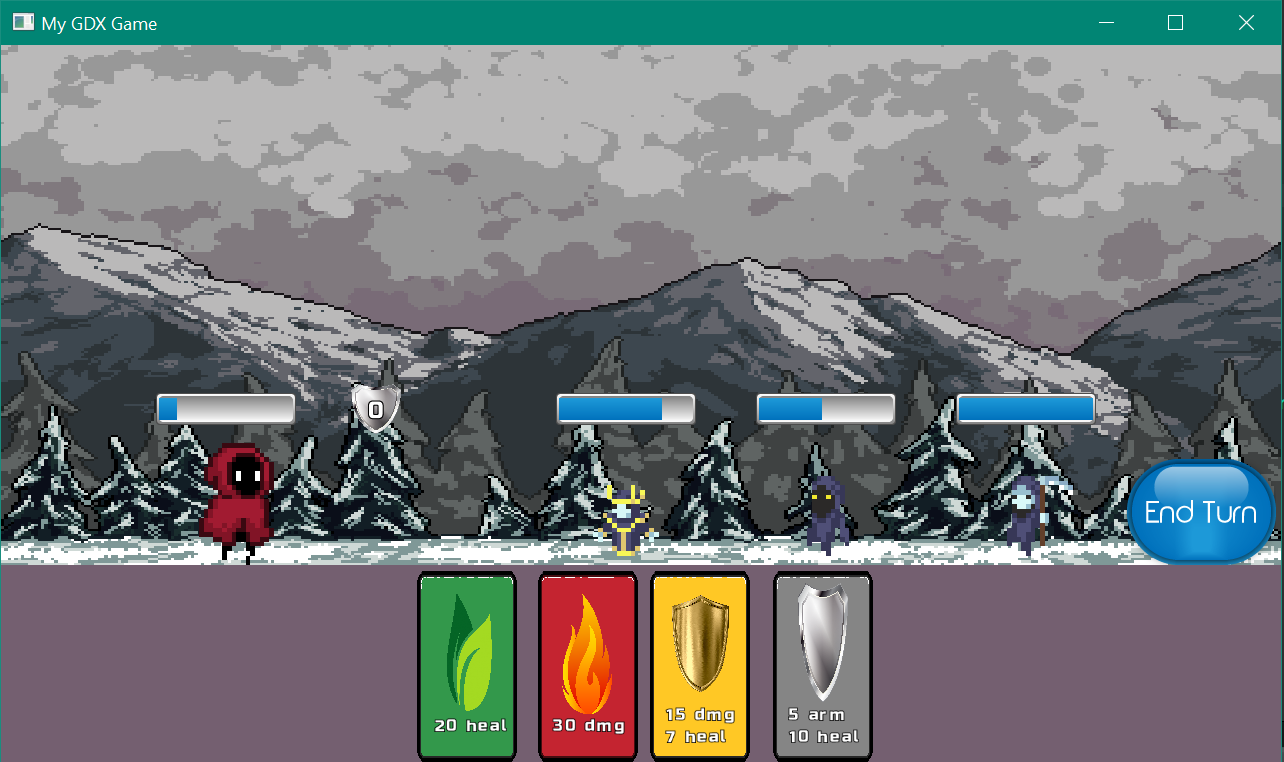 My GDX Game
0
End Turn
20 heal
30 dmg
15 dmg
7 heal
5 arm
10 heal